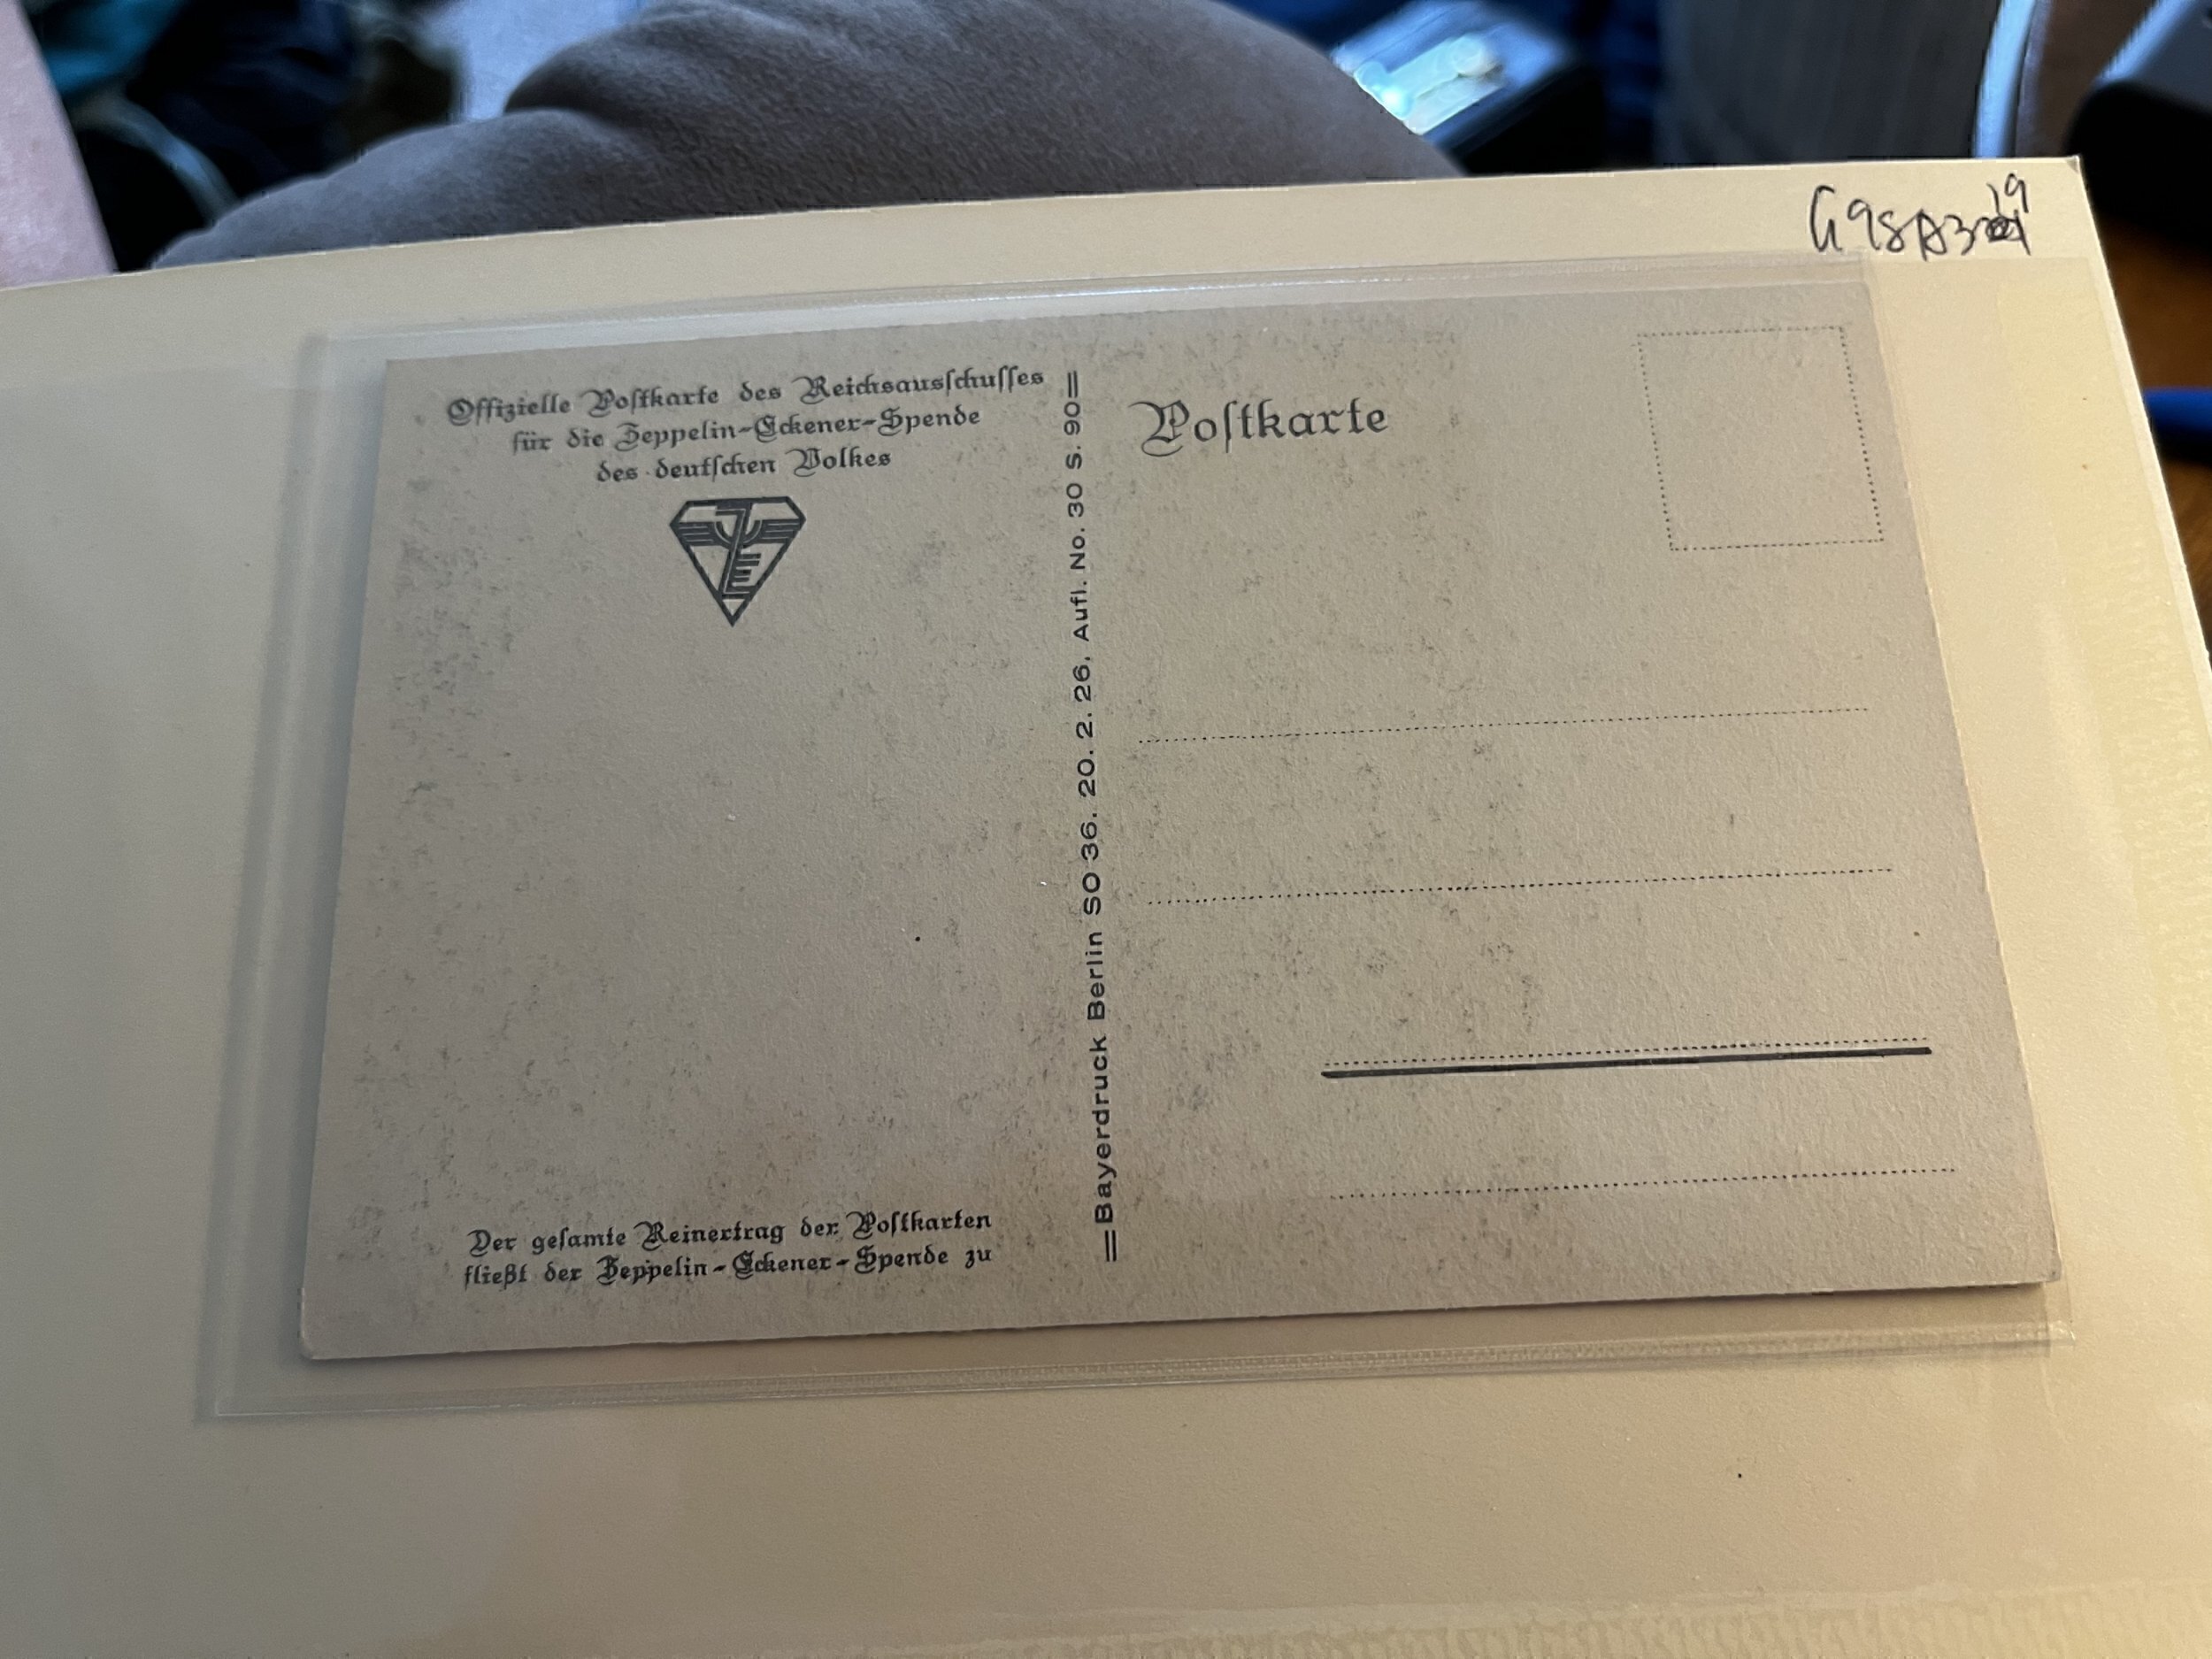 Offizielle Poſtkarte des Reichsausſchuſſes
für die Zeppelin-Eckener-Spende
des deutſchen Volkes
ZE
Der geſamte Reinertrag der Poſtkarten
fließt der Zeppelin-Eckener-Spende zu
=Bayerdruck Berlin SO 36. 20. 2. 26. Aufl. No. 30 S. 90=
Poſtkarte